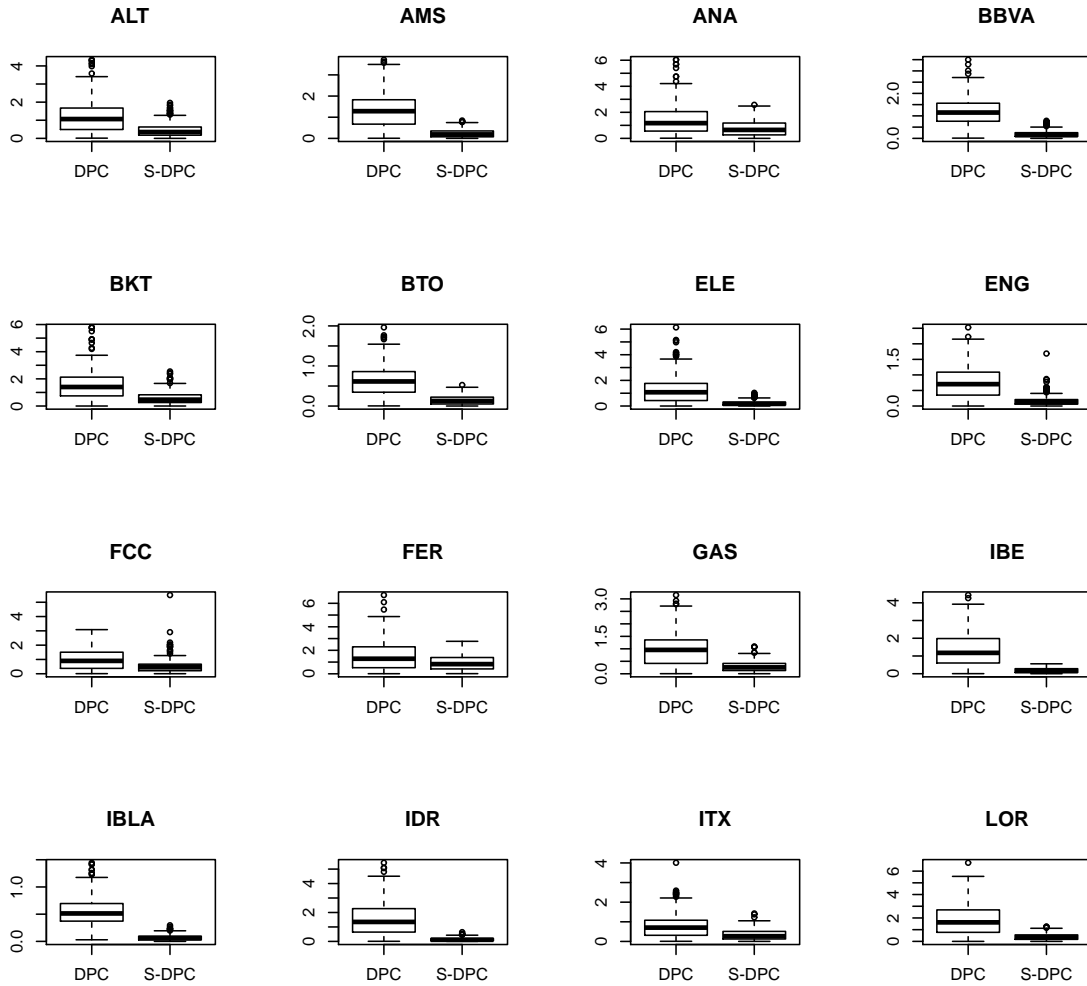 ALT AMS ANA BBVA
0 2 4 0 2 0 2 4 6 0.0 2.0
DPC S-DPC DPC S-DPC DPC S-DPC DPC S-DPC
BKT BTO ELE ENG
0 2 4 6 0.0 1.0 2.0 0 1 2 3 4 5 6 0.0 1.5
DPC S-DPC DPC S-DPC DPC S-DPC DPC S-DPC
FCC FER GAS IBE
0 2 4 0 2 4 6 0.0 1.5 3.0 0 2 4
DPC S-DPC DPC S-DPC DPC S-DPC DPC S-DPC
IBLA IDR ITX LOR
0.0 1.0 0 2 4 0 1 2 4 0 2 4 6
DPC S-DPC DPC S-DPC DPC S-DPC DPC S-DPC